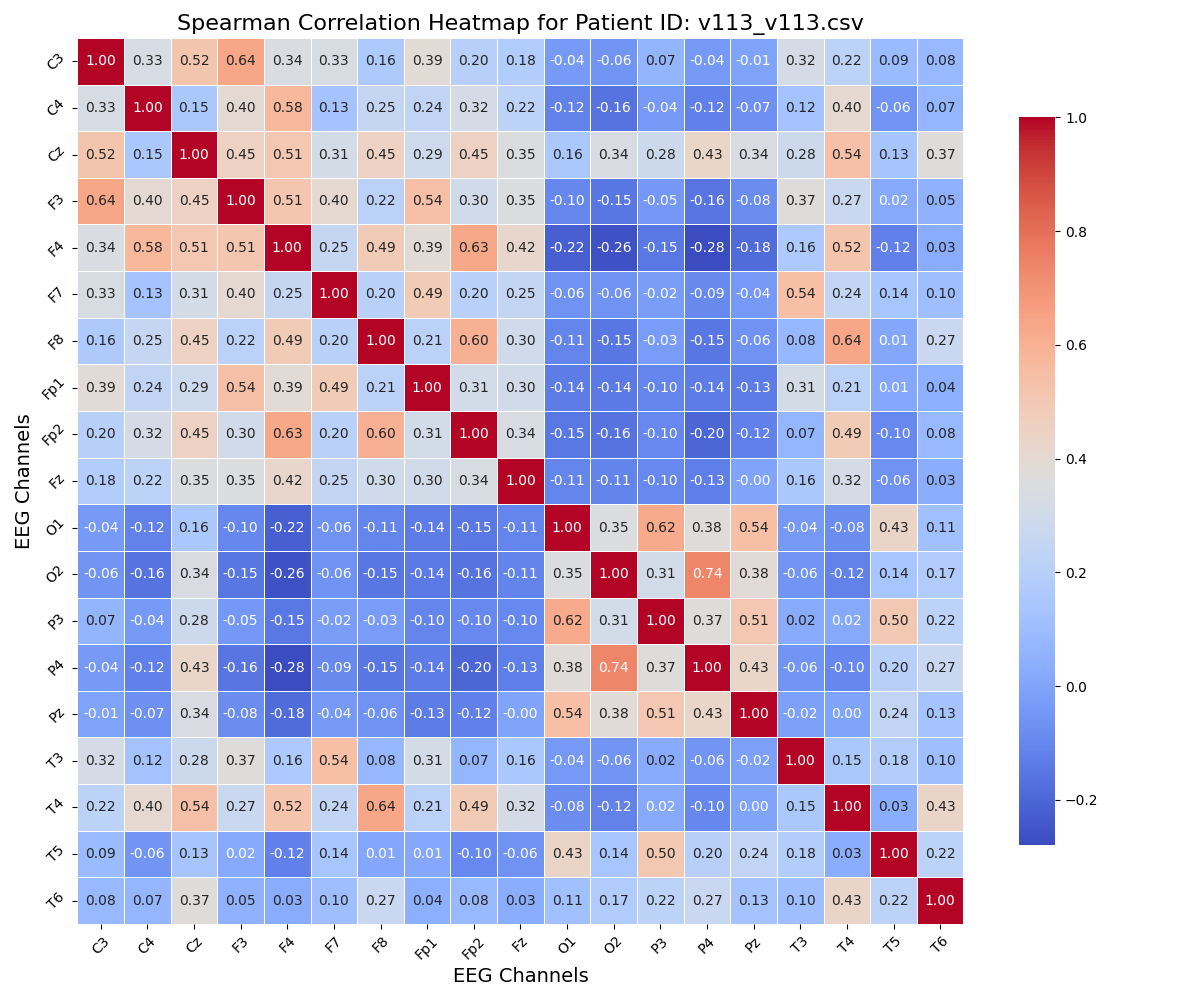 Spearman Correlation Heatmap for Patient ID: v113_v113.csv
C3 1.00 0.33 0.52 0.64 0.34 0.33 0.16 0.39 0.20 0.18 -0.04 -0.06 0.07 -0.04 -0.01 0.32 0.22 0.09 0.08
C4 0.33 1.00 0.15 0.40 0.58 0.13 0.25 0.24 0.32 0.22 -0.12 -0.16 -0.04 -0.12 -0.07 0.12 0.40 -0.06 0.07
Cz 0.52 0.15 1.00 0.45 0.51 0.31 0.45 0.29 0.45 0.35 0.16 0.34 0.28 0.43 0.34 0.28 0.54 0.13 0.37
F3 0.64 0.40 0.45 1.00 0.51 0.40 0.22 0.54 0.30 0.35 -0.10 -0.15 -0.05 -0.16 -0.08 0.37 0.27 0.02 0.05
F4 0.34 0.58 0.51 0.51 1.00 0.25 0.49 0.39 0.63 0.42 -0.22 -0.26 -0.15 -0.28 -0.18 0.16 0.52 -0.12 0.03
F7 0.33 0.13 0.31 0.40 0.25 1.00 0.20 0.49 0.20 0.25 -0.06 -0.06 -0.02 -0.09 -0.04 0.54 0.24 0.14 0.10
F8 0.16 0.25 0.45 0.22 0.49 0.20 1.00 0.21 0.60 0.30 -0.11 -0.15 -0.03 -0.15 -0.06 0.08 0.64 0.01 0.27
Fp1 0.39 0.24 0.29 0.54 0.39 0.49 0.21 1.00 0.31 0.30 -0.14 -0.14 -0.10 -0.14 -0.13 0.31 0.21 0.01 0.04
Fp2 0.20 0.32 0.45 0.30 0.63 0.20 0.60 0.31 1.00 0.34 -0.15 -0.16 -0.10 -0.20 -0.12 0.07 0.49 -0.10 0.08
Fz 0.18 0.22 0.35 0.35 0.42 0.25 0.30 0.30 0.34 1.00 -0.11 -0.11 -0.10 -0.13 -0.00 0.16 0.32 -0.06 0.03
O1 -0.04 -0.12 0.16 -0.10 -0.22 -0.06 -0.11 -0.14 -0.15 -0.11 1.00 0.35 0.62 0.38 0.54 -0.04 -0.08 0.43 0.11
O2 -0.06 -0.16 0.34 -0.15 -0.26 -0.06 -0.15 -0.14 -0.16 -0.11 0.35 1.00 0.31 0.74 0.38 -0.06 -0.12 0.14 0.17
P3 0.07 -0.04 0.28 -0.05 -0.15 -0.02 -0.03 -0.10 -0.10 -0.10 0.62 0.31 1.00 0.37 0.51 0.02 0.02 0.50 0.22
P4 -0.04 -0.12 0.43 -0.16 -0.28 -0.09 -0.15 -0.14 -0.20 -0.13 0.38 0.74 0.37 1.00 0.43 -0.06 -0.10 0.20 0.27
Pz -0.01 -0.07 0.34 -0.08 -0.18 -0.04 -0.06 -0.13 -0.12 -0.00 0.54 0.38 0.51 0.43 1.00 -0.02 0.00 0.24 0.13
T3 0.32 0.12 0.28 0.37 0.16 0.54 0.08 0.31 0.07 0.16 -0.04 -0.06 0.02 -0.06 -0.02 1.00 0.15 0.18 0.10
T4 0.22 0.40 0.54 0.27 0.52 0.24 0.64 0.21 0.49 0.32 -0.08 -0.12 0.02 -0.10 0.00 0.15 1.00 0.03 0.43
T5 0.09 -0.06 0.13 0.02 -0.12 0.14 0.01 0.01 -0.10 -0.06 0.43 0.14 0.50 0.20 0.24 0.18 0.03 1.00 0.22
T6 0.08 0.07 0.37 0.05 0.03 0.10 0.27 0.04 0.08 0.03 0.11 0.17 0.22 0.27 0.13 0.10 0.43 0.22 1.00
C3 C4 Cz F3 F4 F7 F8 Fp1 Fp2 Fz O1 O2 P3 P4 Pz T3 T4 T5 T6
EEG Channels
EEG Channels
1.0
0.8
0.6
0.4
0.2
0.0
−0.2